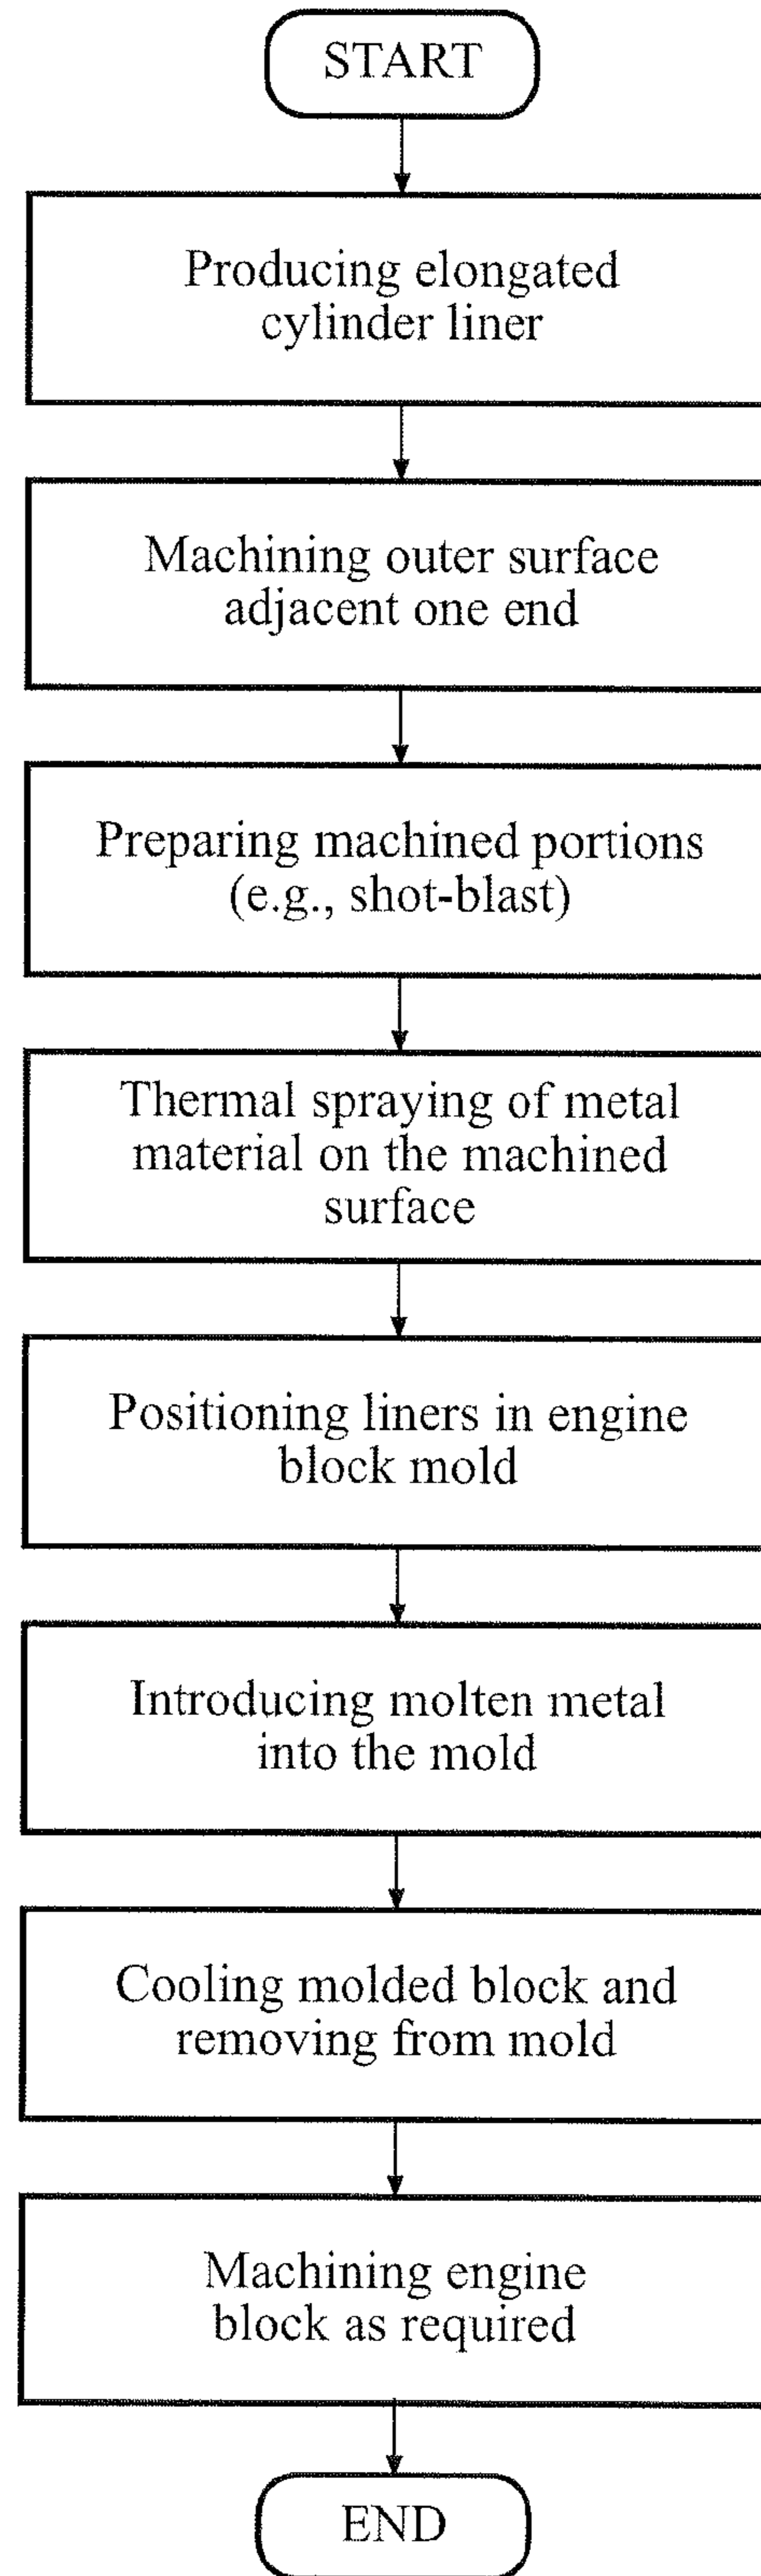 START
Producing elongated
cylinder liner
Machining outer surface
adjacent one end
Preparing machined portions
(e.g., shot-blast)
Thermal spraying of metal
material on the machined
surface
Positioning liners in engine
block mold
Introducing molten metal
into the mold
Cooling molded block and
removing from mold
Machining engine
block as required
END